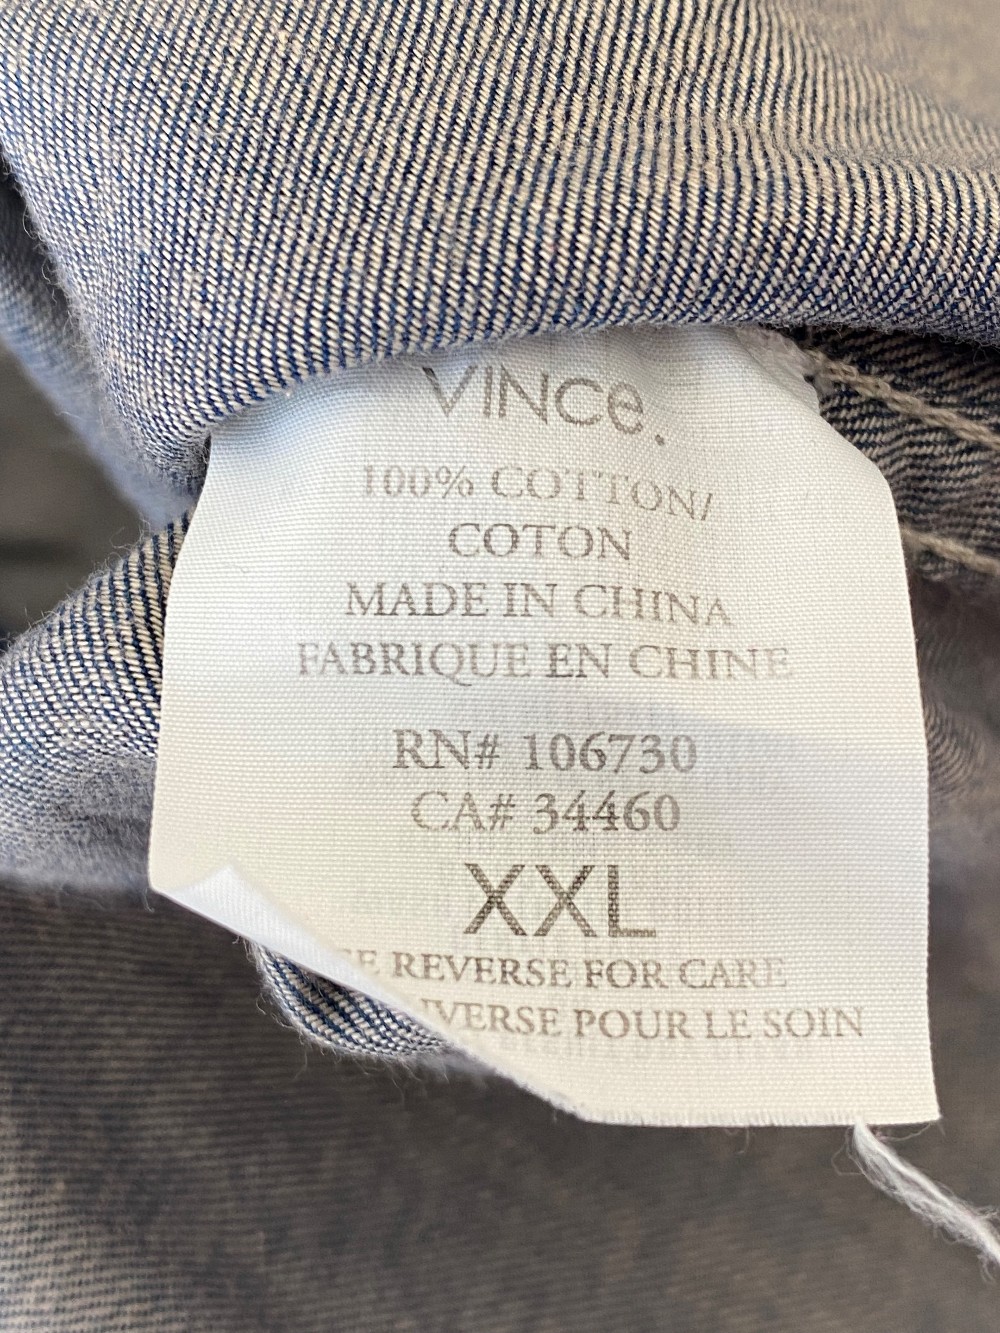 VINCe.
100% COTTON/
COTON
MADE IN CHINA
FABRIQUE EN CHINE
RN# 106730
CA# 34460
XXL
REVERSE FOR CARE
POUR LE SOIN